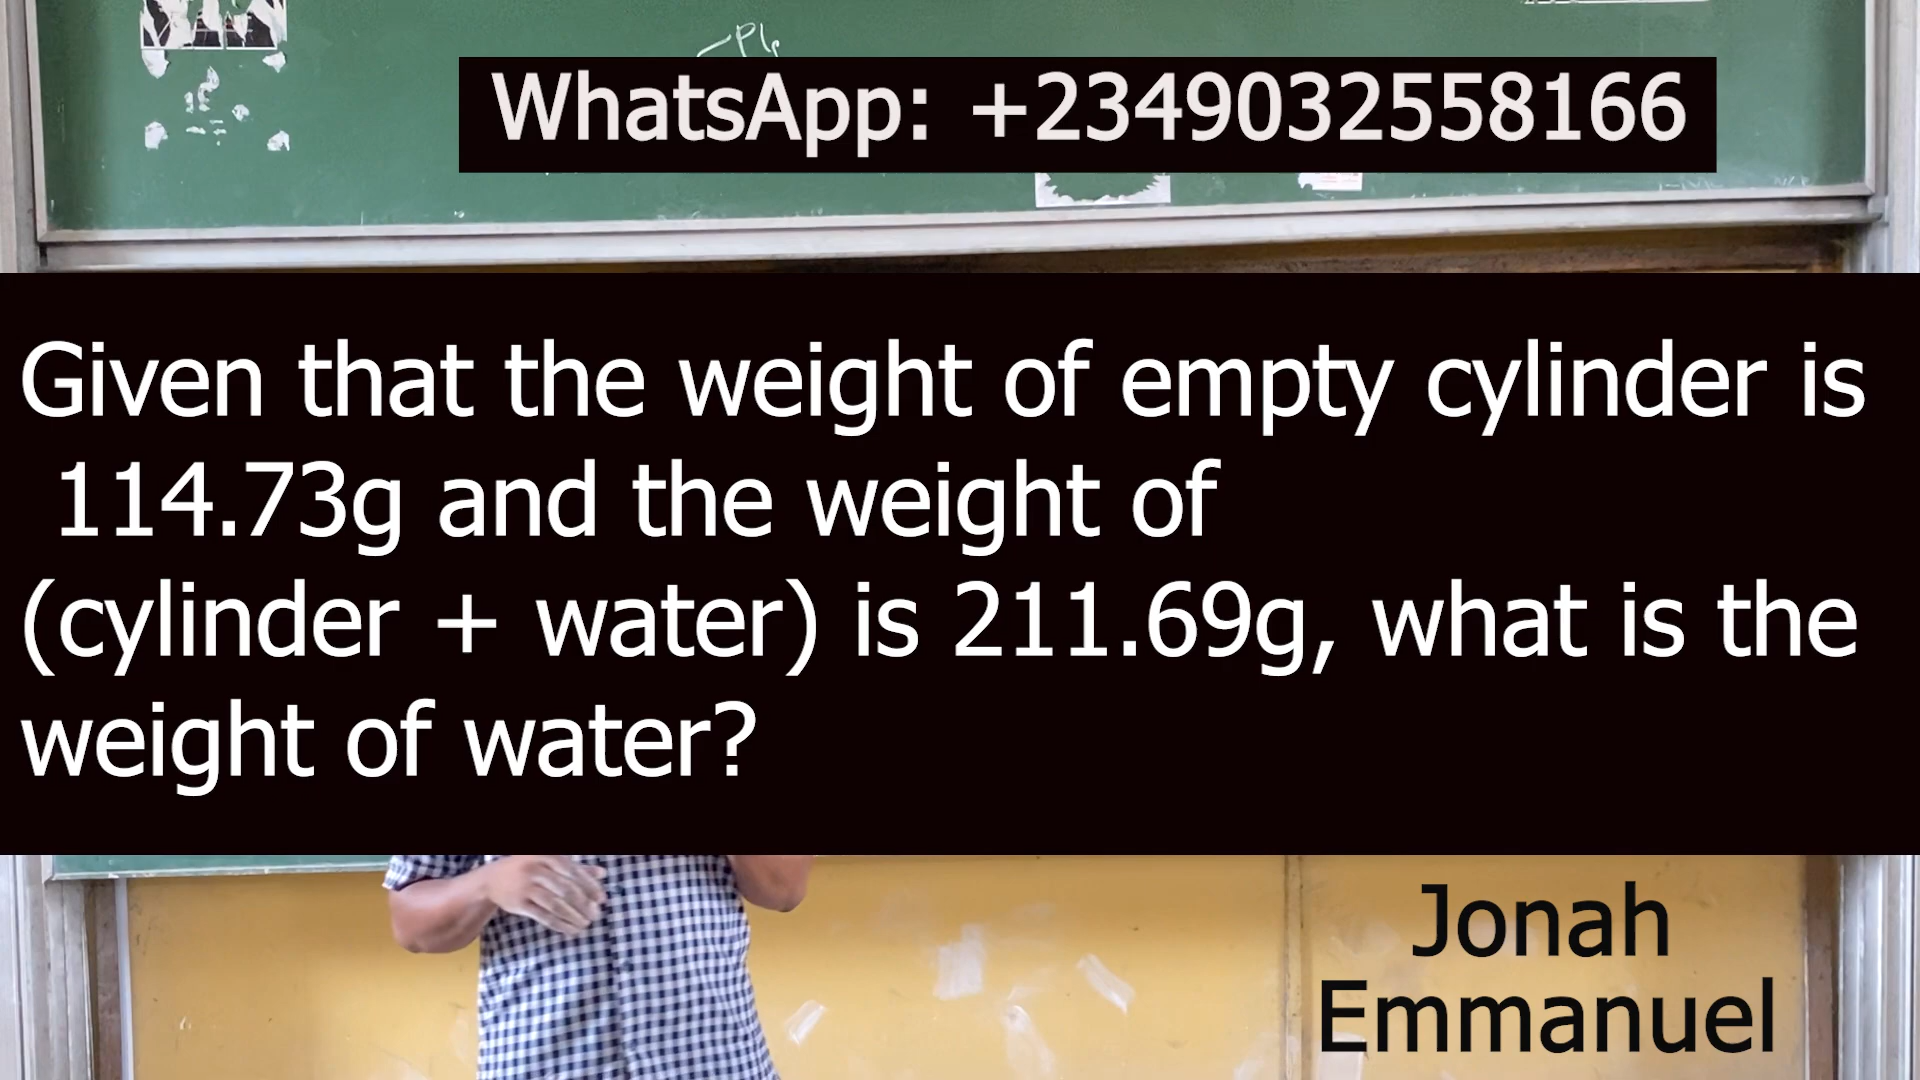 WhatsApp: +2349032558166
Given that the weight of empty cylinder is
114.73g and the weight of
(cylinder + water) is 211.69g, what is the
weight of water?
Jonah
Emmanuel